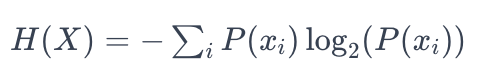 H(X) = − ∑ᵢ P(xᵢ) log₂(P(xᵢ))